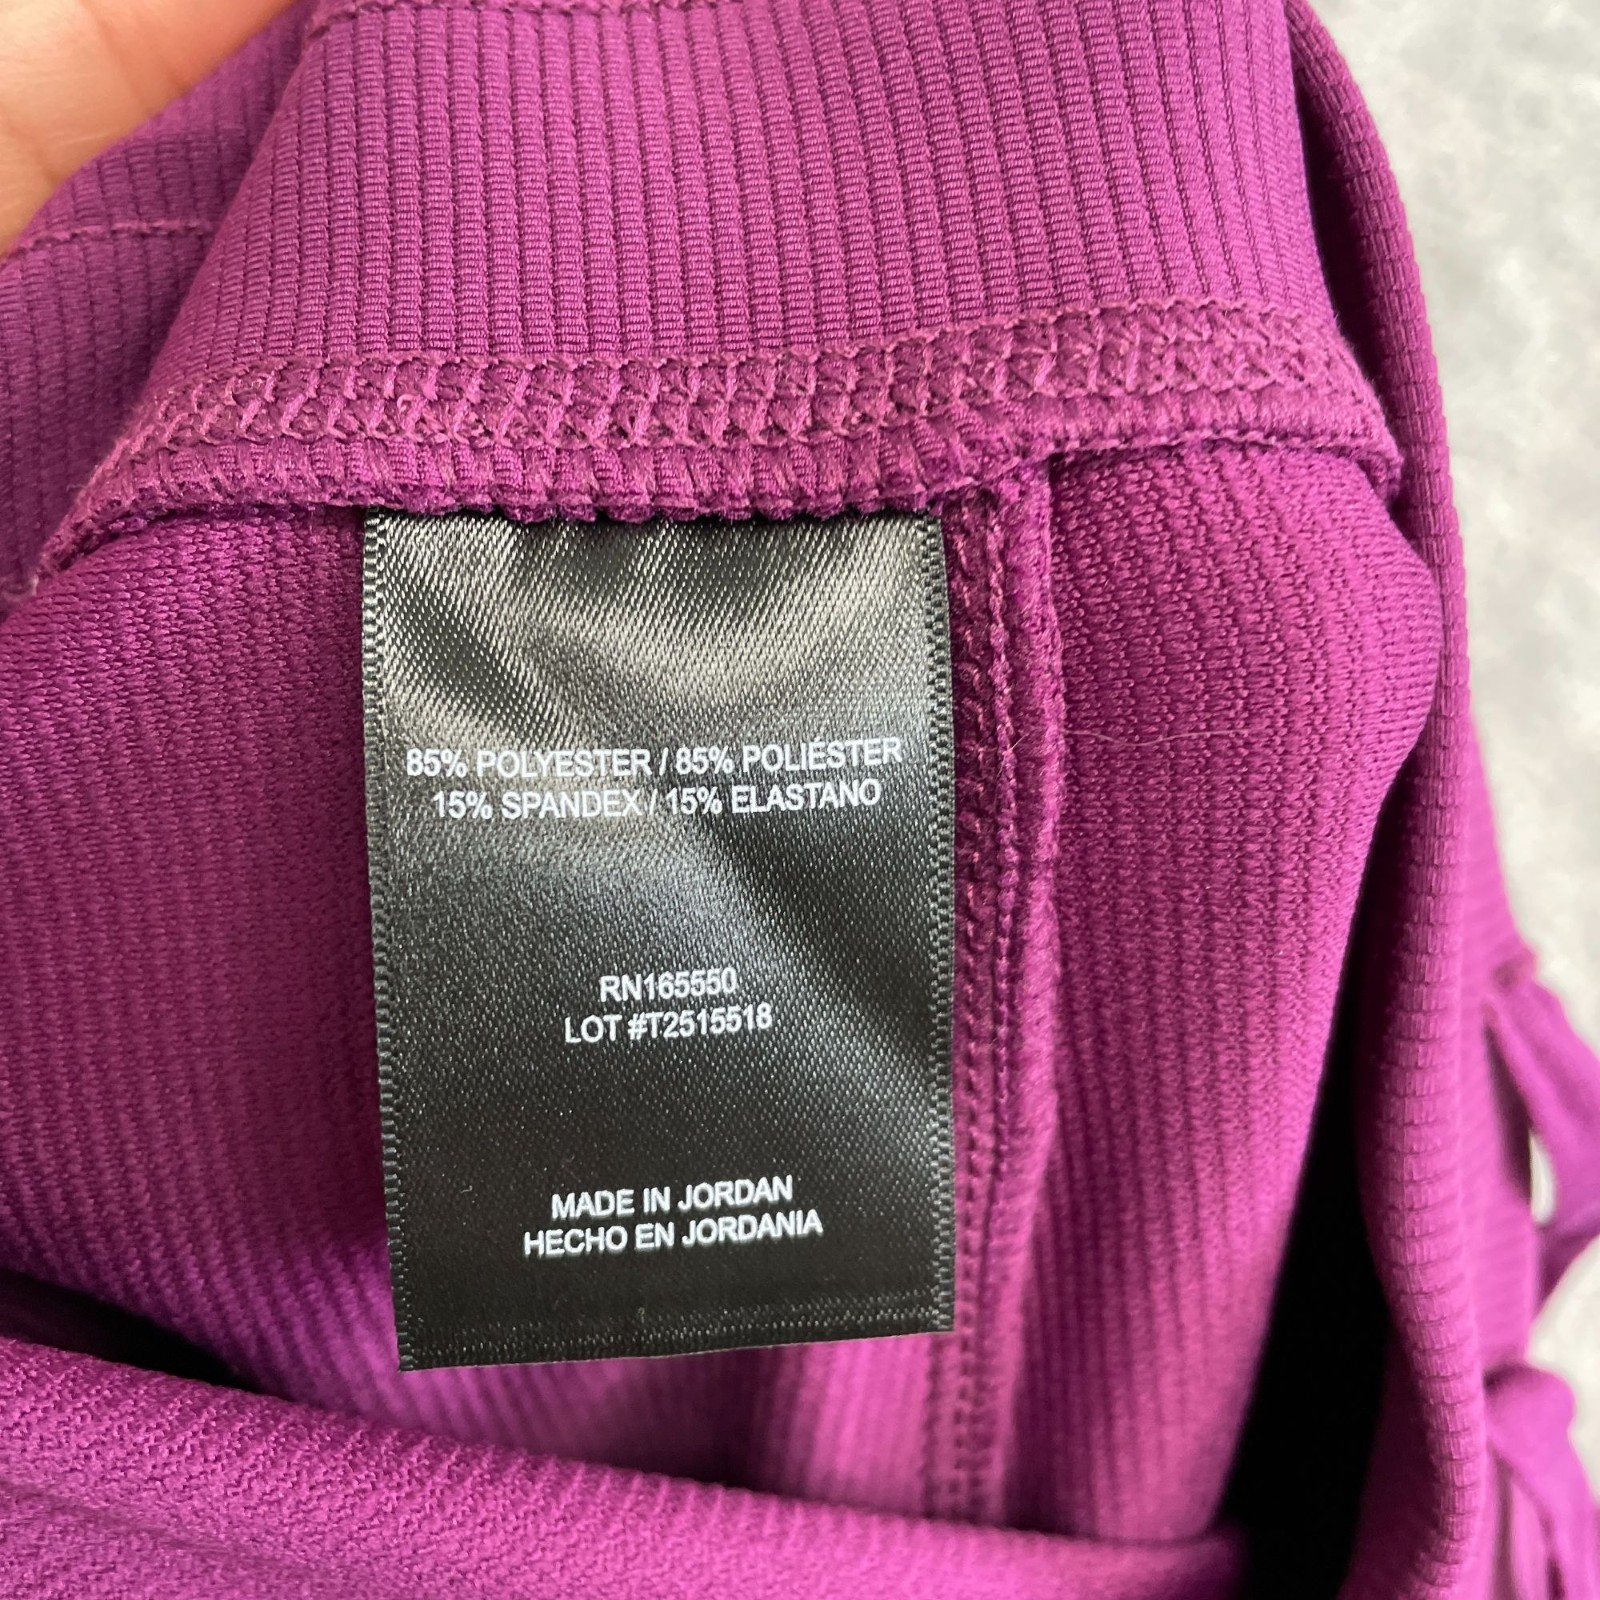 85% POLYESTER / 85% POLIÉSTER
15% SPANDEX / 15% ELASTANO
RN165550
LOT #T2515518
MADE IN JORDAN
HECHO EN JORDANIA